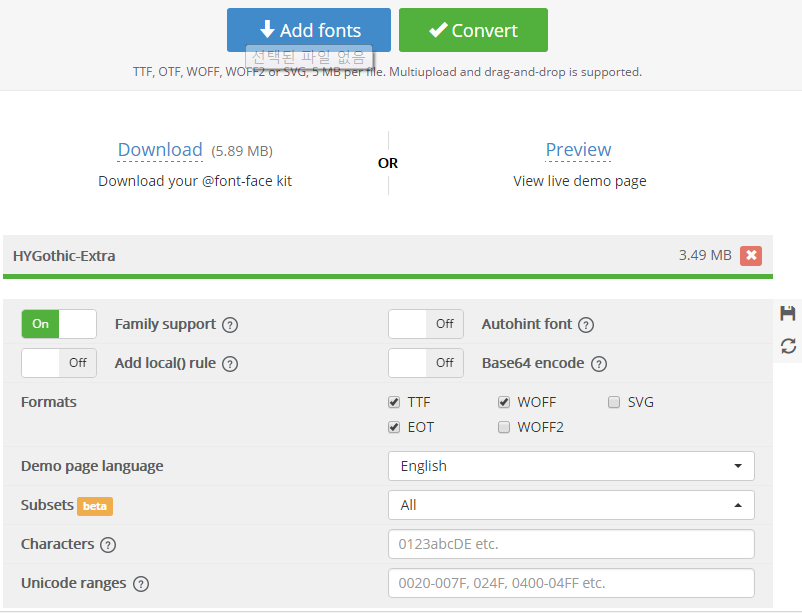 Add fonts
Convert
선택된 파일 없음
TTF, OTF, WOFF, WOFF2 or SVG, 5 MB per file. Multiupload and drag-and-drop is supported.
Download (5.89 MB)
OR
Preview
Download your @font-face kit
View live demo page
HYGothic-Extra
3.49 MB
On
Family support ?
Off
Autohint font ?
Off
Add local() rule ?
Off
Base64 encode ?
Formats
TTF
WOFF
SVG
EOT
WOFF2
Demo page language
English
Subsets beta
All
Characters ?
0123abcDE etc.
Unicode ranges ?
0020-007F, 024F, 0400-04FF etc.